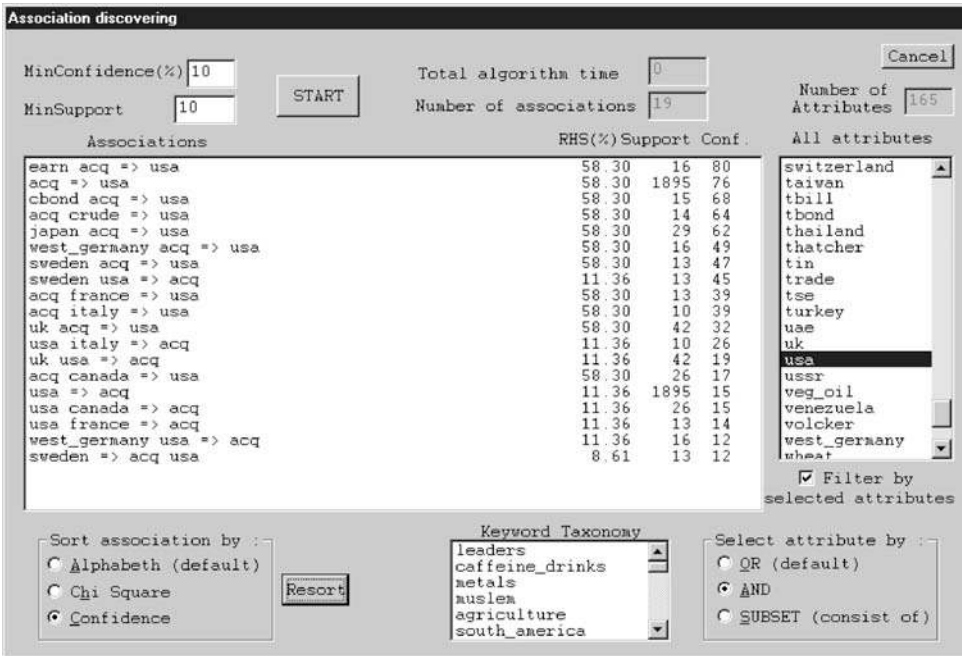 Association discovering
MinConfidence(%) 10
MinSupport 10
START
Total algorithm time 0
Number of associations 19
Cancel
Number of
Attributes 165
Associations RHS(%) Support Conf.
earn acq => usa 58.30 16 80
acq => usa 58.30 1895 76
cbond acq => usa 58.30 15 68
acq crude => usa 58.30 14 64
japan acq => usa 58.30 29 62
west_germany acq => usa 58.30 16 49
sweden acq => usa 58.30 13 47
sweden usa => acq 11.36 13 45
acq france => usa 58.30 13 39
acq italy => usa 58.30 10 39
uk acq => usa 58.30 42 32
usa italy => acq 11.36 10 26
uk usa => acq 11.36 42 19
acq canada => usa 58.30 26 17
usa => acq 11.36 1895 15
usa canada => acq 11.36 26 15
usa france => acq 11.36 13 14
west_germany usa => acq 11.36 16 12
sweden => acq usa 8.61 13 12
All attributes
switzerland
taiwan
tbill
tbond
thailand
thatcher
tin
trade
tse
turkey
uae
uk
usa
ussr
veg_oil
venezuela
volcker
west_germany
wheat
Filter by
selected attributes
Sort association by :
Alphabeth (default)
Chi Square
Confidence
Resort
Keyword Taxonomy
leaders
caffeine_drinks
metals
muslem
agriculture
south_america
Select attribute by :
OR (default)
AND
SUBSET (consist of)